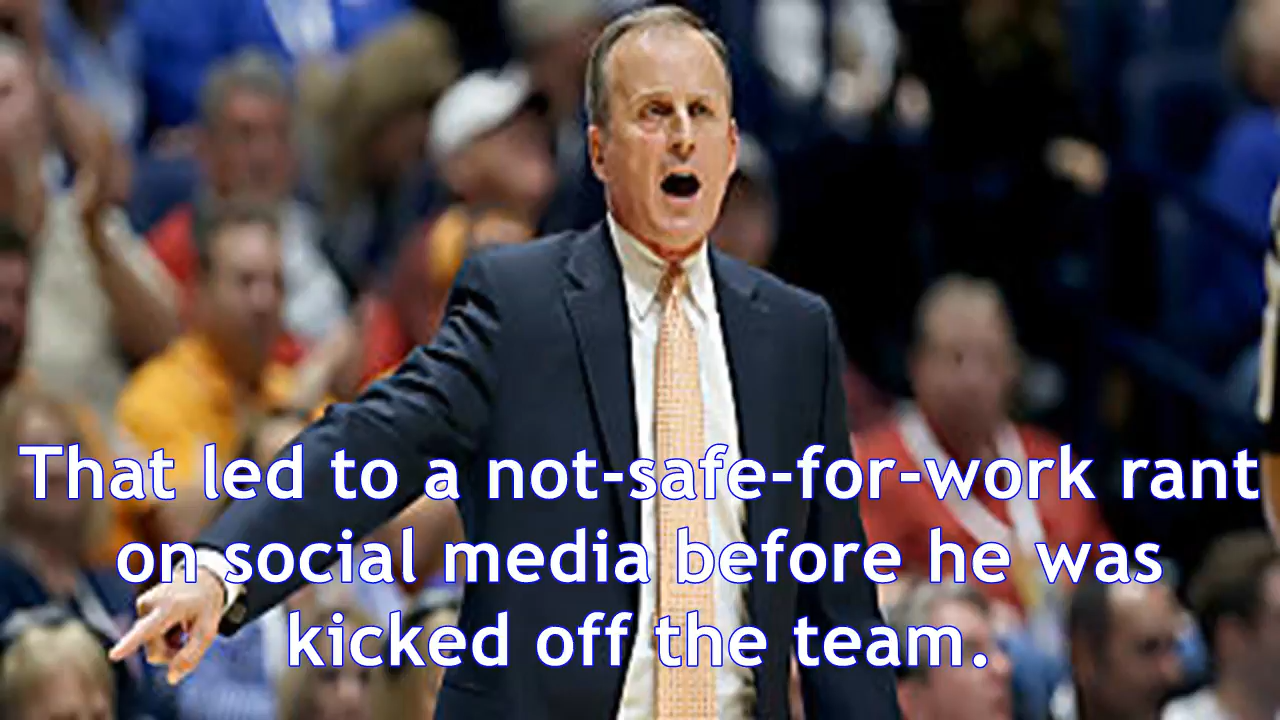 That led to a not-safe-for-work rant
on social media before he was
kicked off the team.